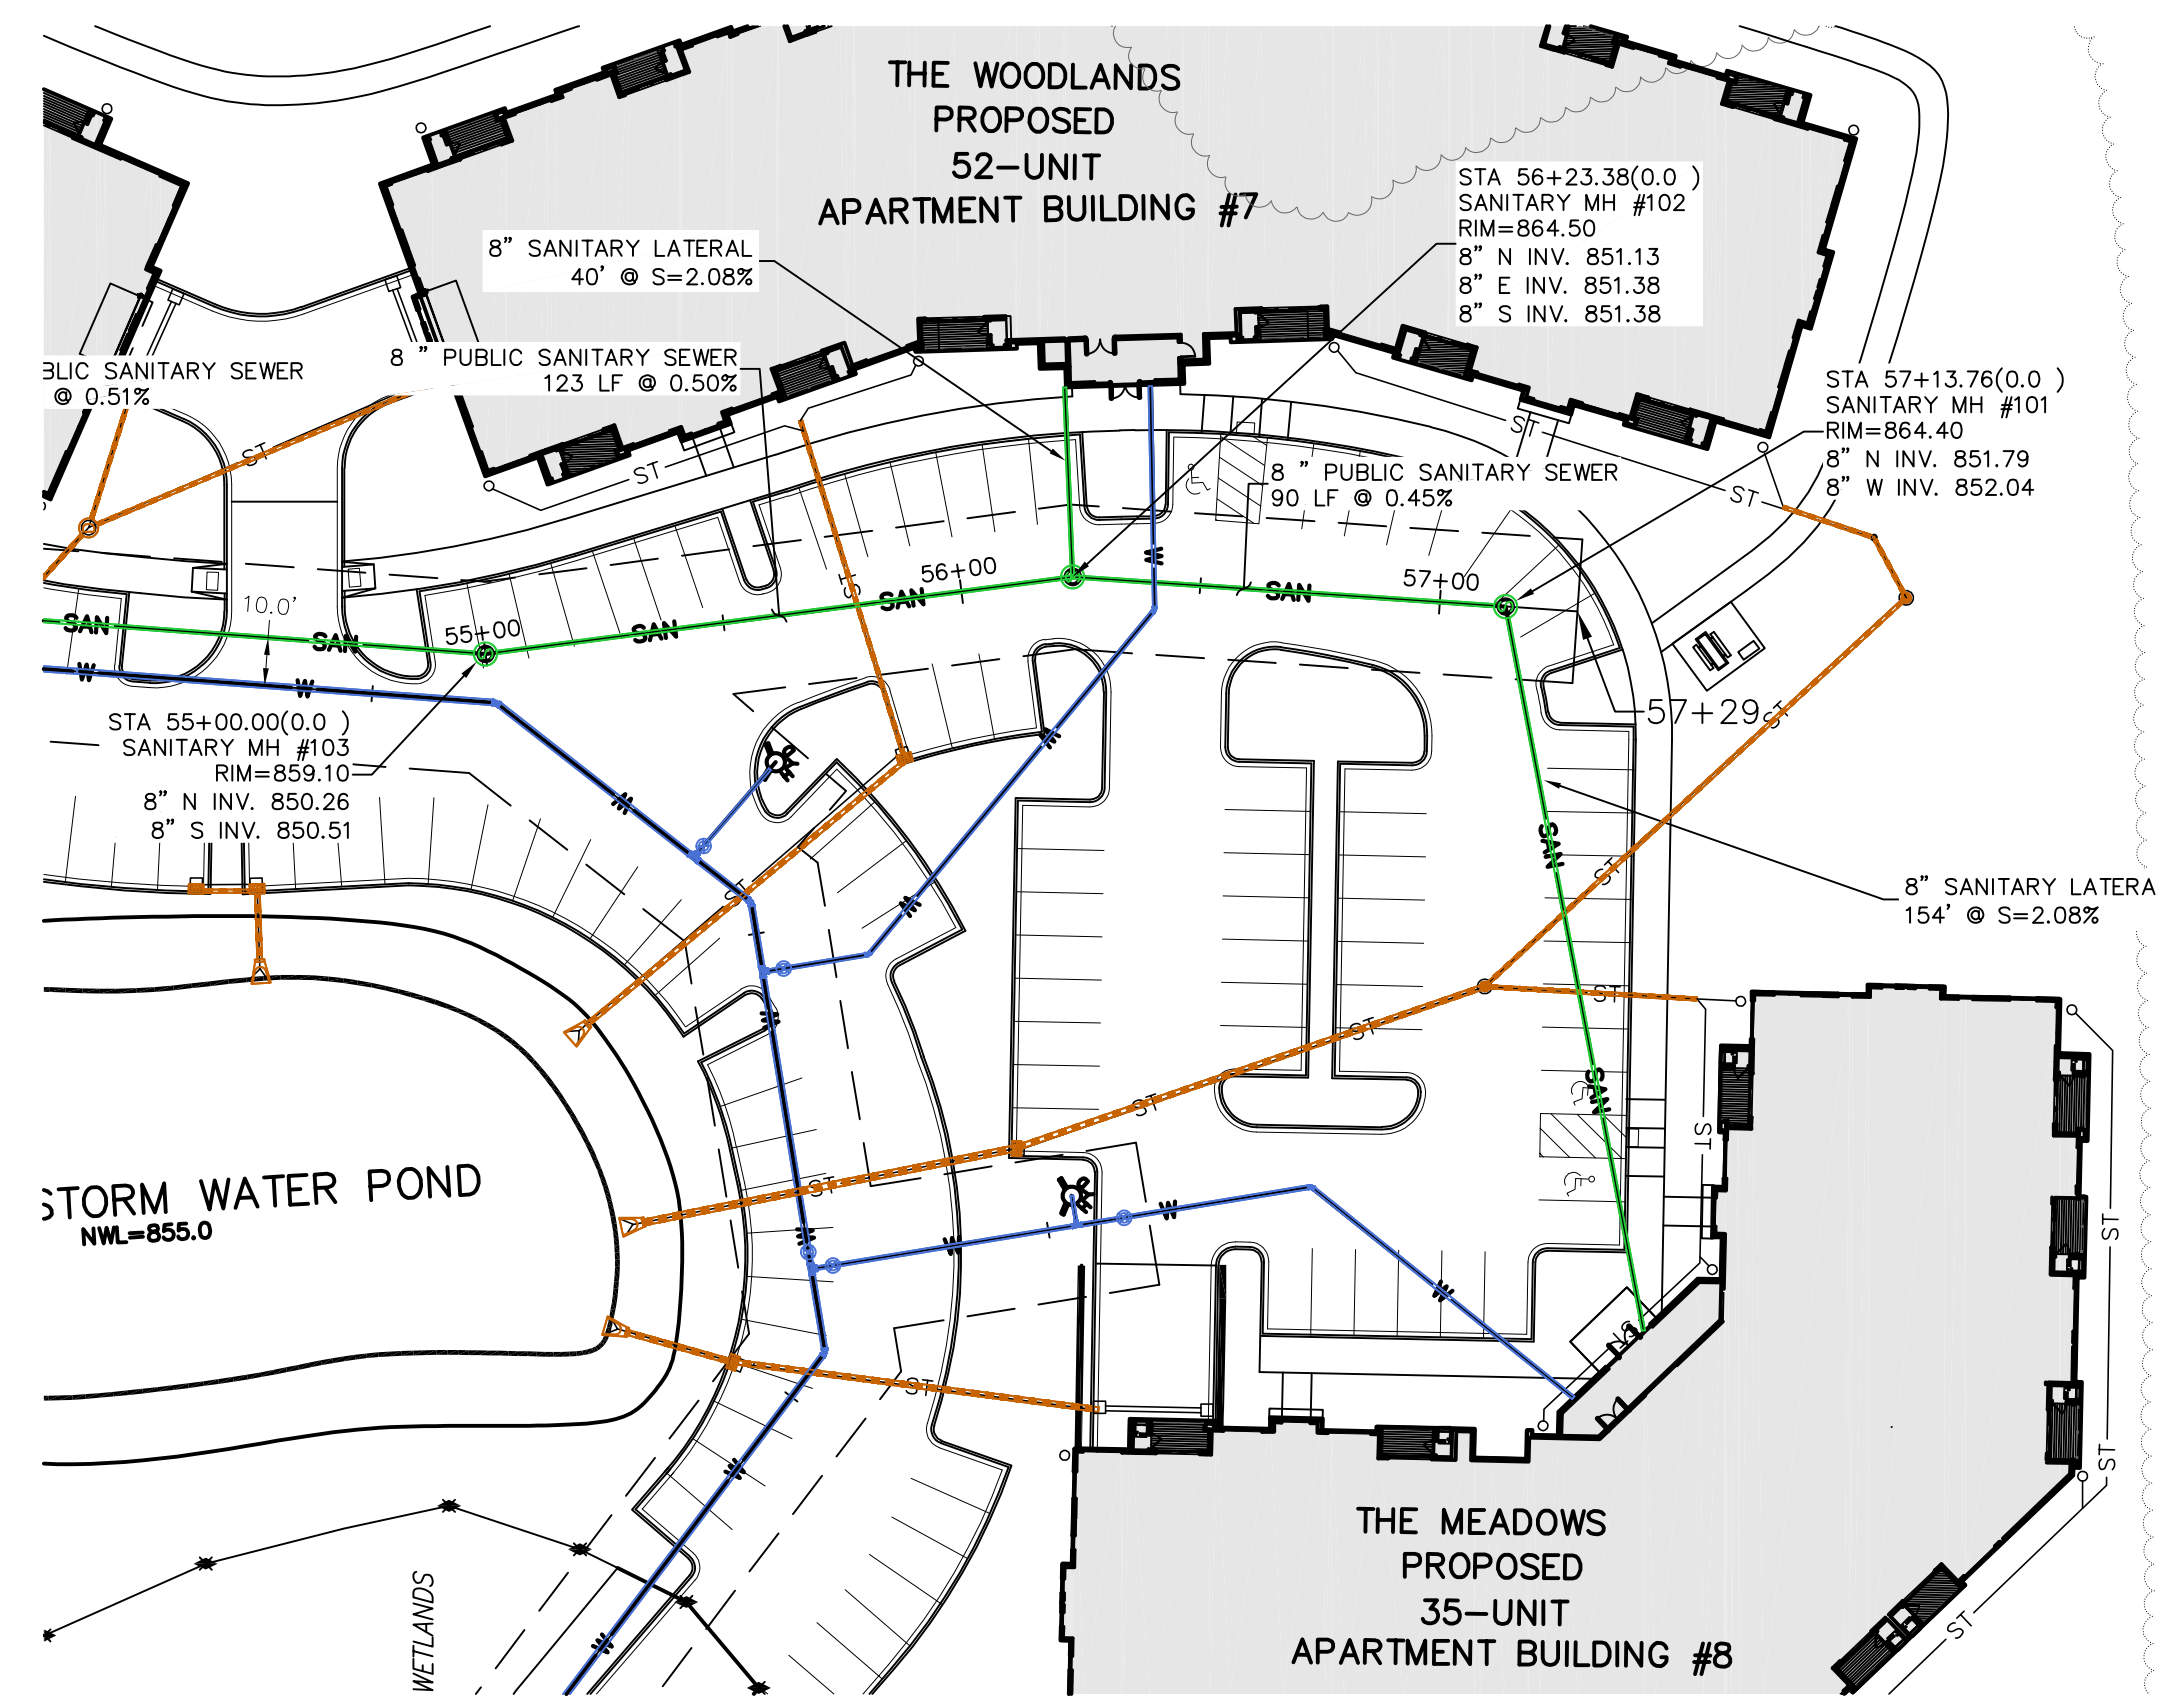 THE WOODLANDS
PROPOSED
52-UNIT
APARTMENT BUILDING #7
STA 56+23.38(0.0 )
SANITARY MH #102
RIM=864.50
8" N INV. 851.13
8" E INV. 851.38
8" S INV. 851.38
8" SANITARY LATERAL
40' @ S=2.08%
8 " PUBLIC SANITARY SEWER
123 LF @ 0.50%
BLIC SANITARY SEWER
@ 0.51%
STA 57+13.76(0.0 )
SANITARY MH #101
RIM=864.40
8" N INV. 851.79
8" W INV. 852.04
8 " PUBLIC SANITARY SEWER
90 LF @ 0.45%
ST
ST
ST
ST
ST
56+00
57+00
55+00
10.0'
SAN
SAN
SAN
SAN
SAN
S
S
S
W
W
W
57+29
ST
STA 55+00.00(0.0 )
SANITARY MH #103
RIM=859.10
8" N INV. 850.26
8" S INV. 850.51
W
W
W
SAN
ST
ST
8" SANITARY LATERA
154' @ S=2.08%
ST
ST
W
SAN
ST
ST
ST
STORM WATER POND
NWL=855.0
ST
W
W
W
W
ST
ST
ST
ST
W
THE MEADOWS
PROPOSED
35-UNIT
APARTMENT BUILDING #8
WETLANDS
W
ST